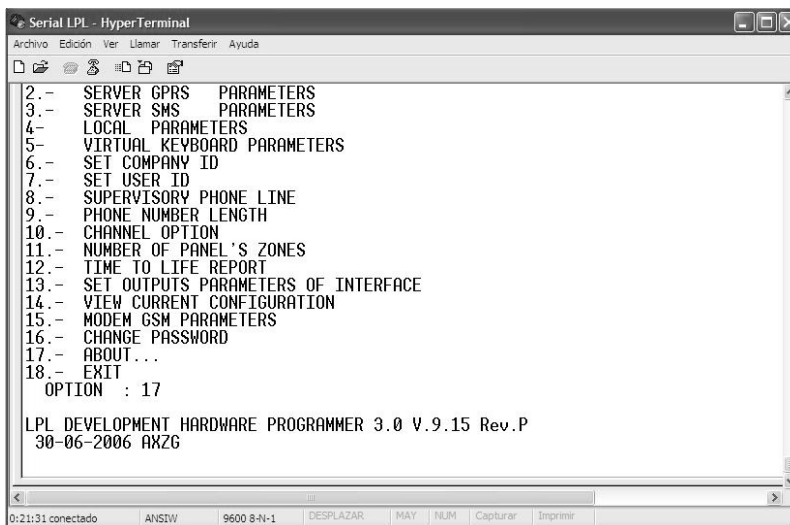 Serial LPL - HyperTerminal
Archivo Edición Ver Llamar Transferir Ayuda
2.- SERVER GPRS PARAMETERS
3.- SERVER SMS PARAMETERS
4- LOCAL PARAMETERS
5- VIRTUAL KEYBOARD PARAMETERS
6.- SET COMPANY ID
7.- SET USER ID
8.- SUPERVISORY PHONE LINE
9.- PHONE NUMBER LENGTH
10.- CHANNEL OPTION
11.- NUMBER OF PANEL'S ZONES
12.- TIME TO LIFE REPORT
13.- SET OUTPUTS PARAMETERS OF INTERFACE
14.- VIEW CURRENT CONFIGURATION
15.- MODEM GSM PARAMETERS
16.- CHANGE PASSWORD
17.- ABOUT...
18.- EXIT
OPTION : 17
LPL DEVELOPMENT HARDWARE PROGRAMMER 3.0 V.9.15 Rev.P
30-06-2006 AXZG
0:21:31 conectado ANSIW 9600 8-N-1 DESPLAZAR MAY NUM Capturar Imprimir